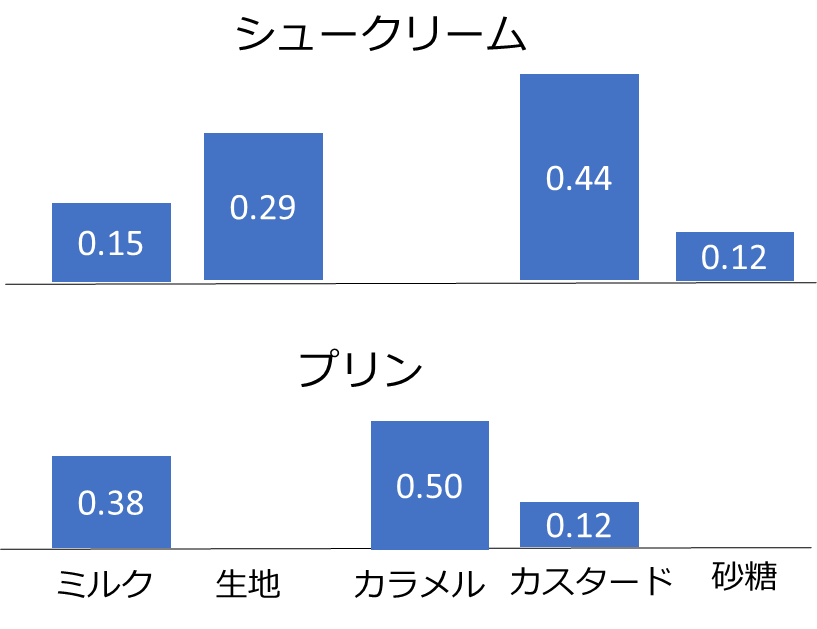 シュークリーム
0.15 0.29 0.44 0.12
プリン
0.38 0.50 0.12
ミルク 生地 カラメル カスタード 砂糖